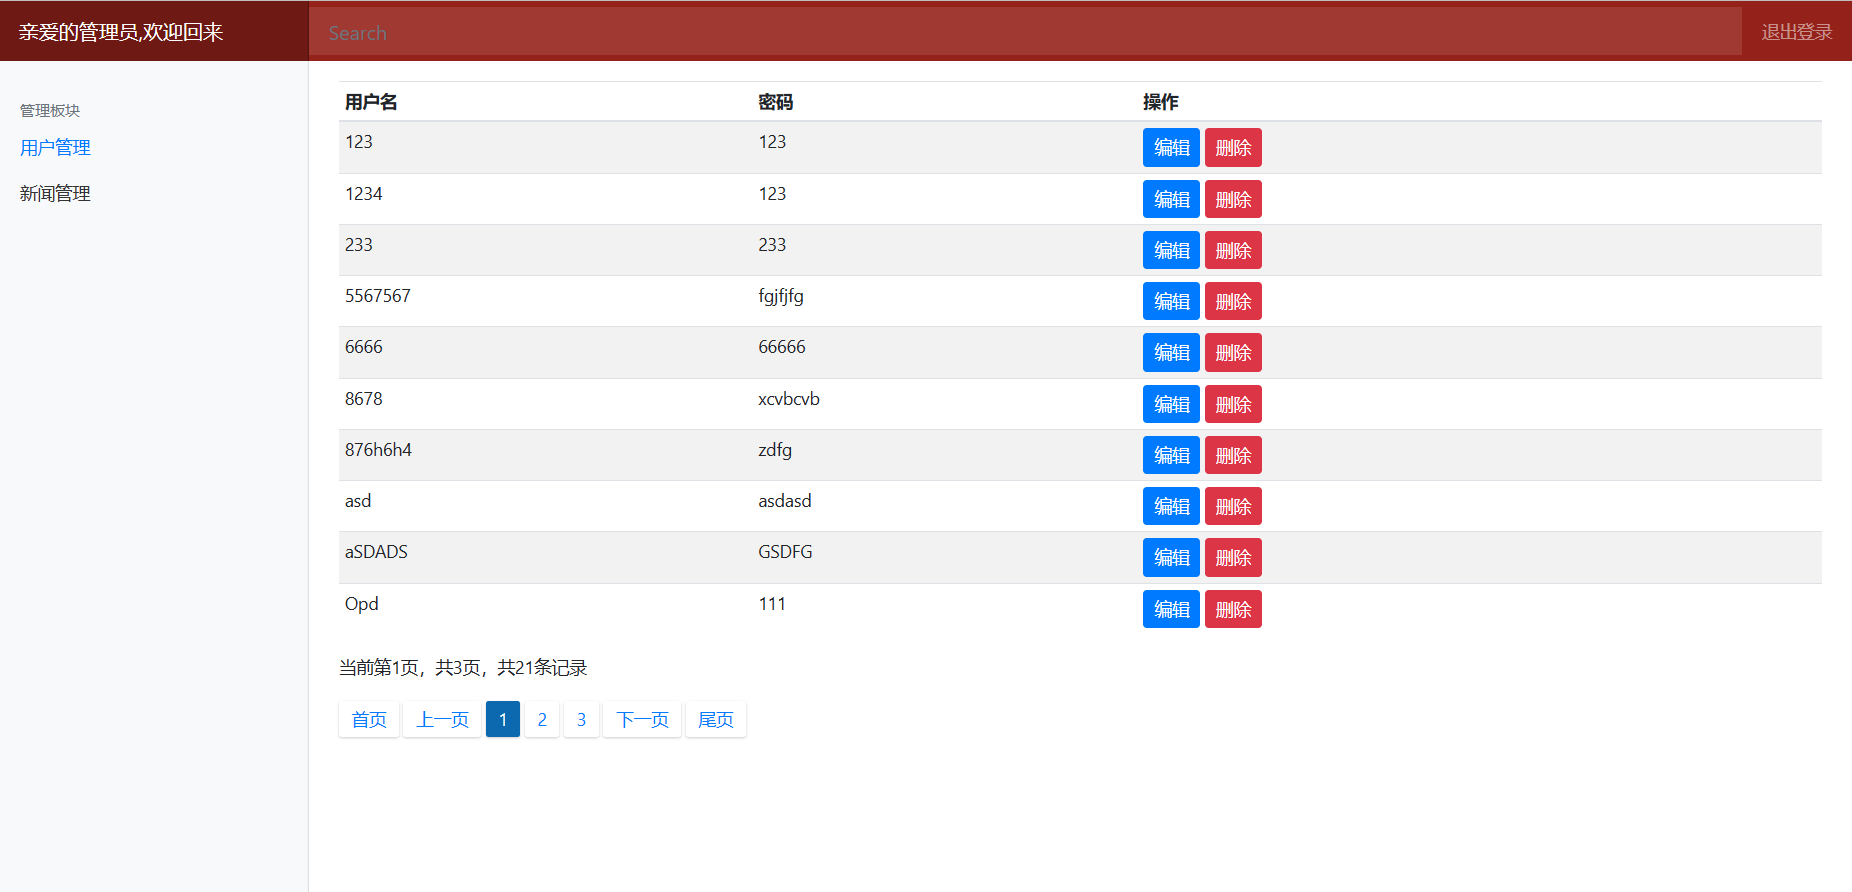 亲爱的管理员,欢迎回来 Search 退出登录
管理板块
用户管理
新闻管理
用户名 密码 操作
123 123 编辑 删除
1234 123 编辑 删除
233 233 编辑 删除
5567567 fgjfjfg 编辑 删除
6666 66666 编辑 删除
8678 xcvbcvb 编辑 删除
876h6h4 zdfg 编辑 删除
asd asdasd 编辑 删除
aSDADS GSDFG 编辑 删除
Opd 111 编辑 删除
当前第1页，共3页，共21条记录
首页 上一页 1 2 3 下一页 尾页